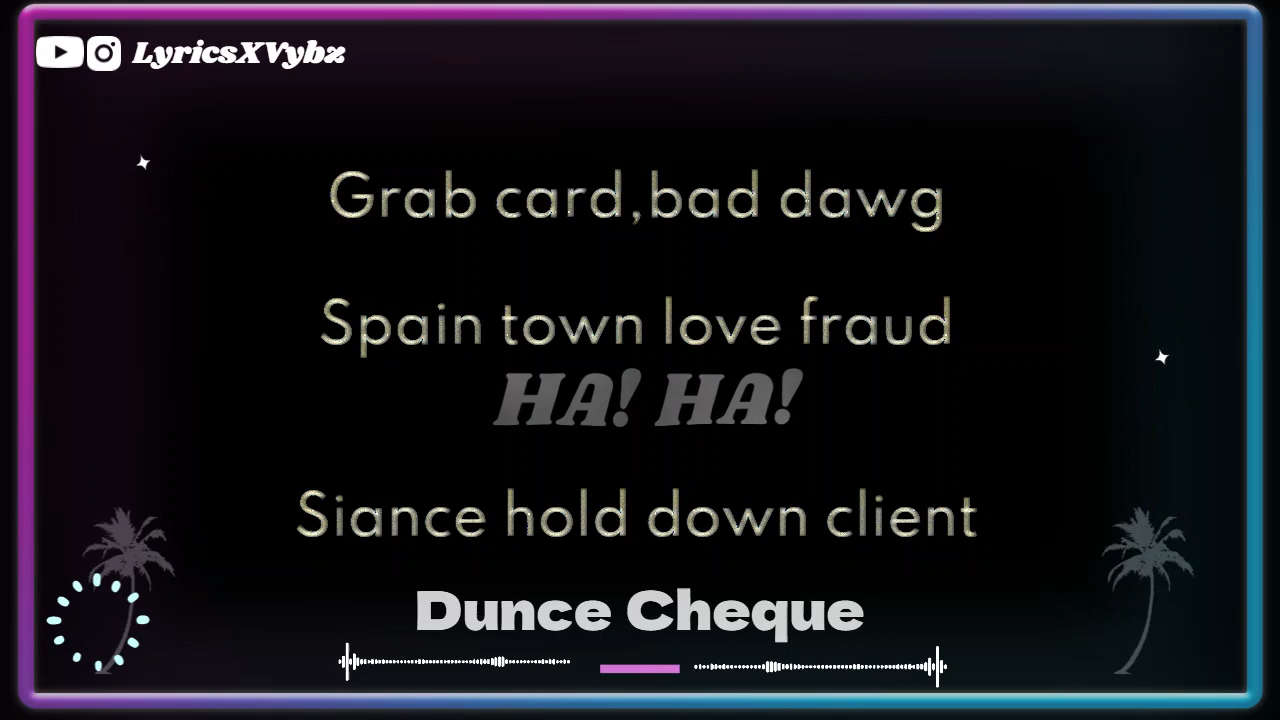 LyricsXVybz
Grab card,bad dawg
Spain town love fraud
HA! HA!
Siance hold down client
Dunce Cheque